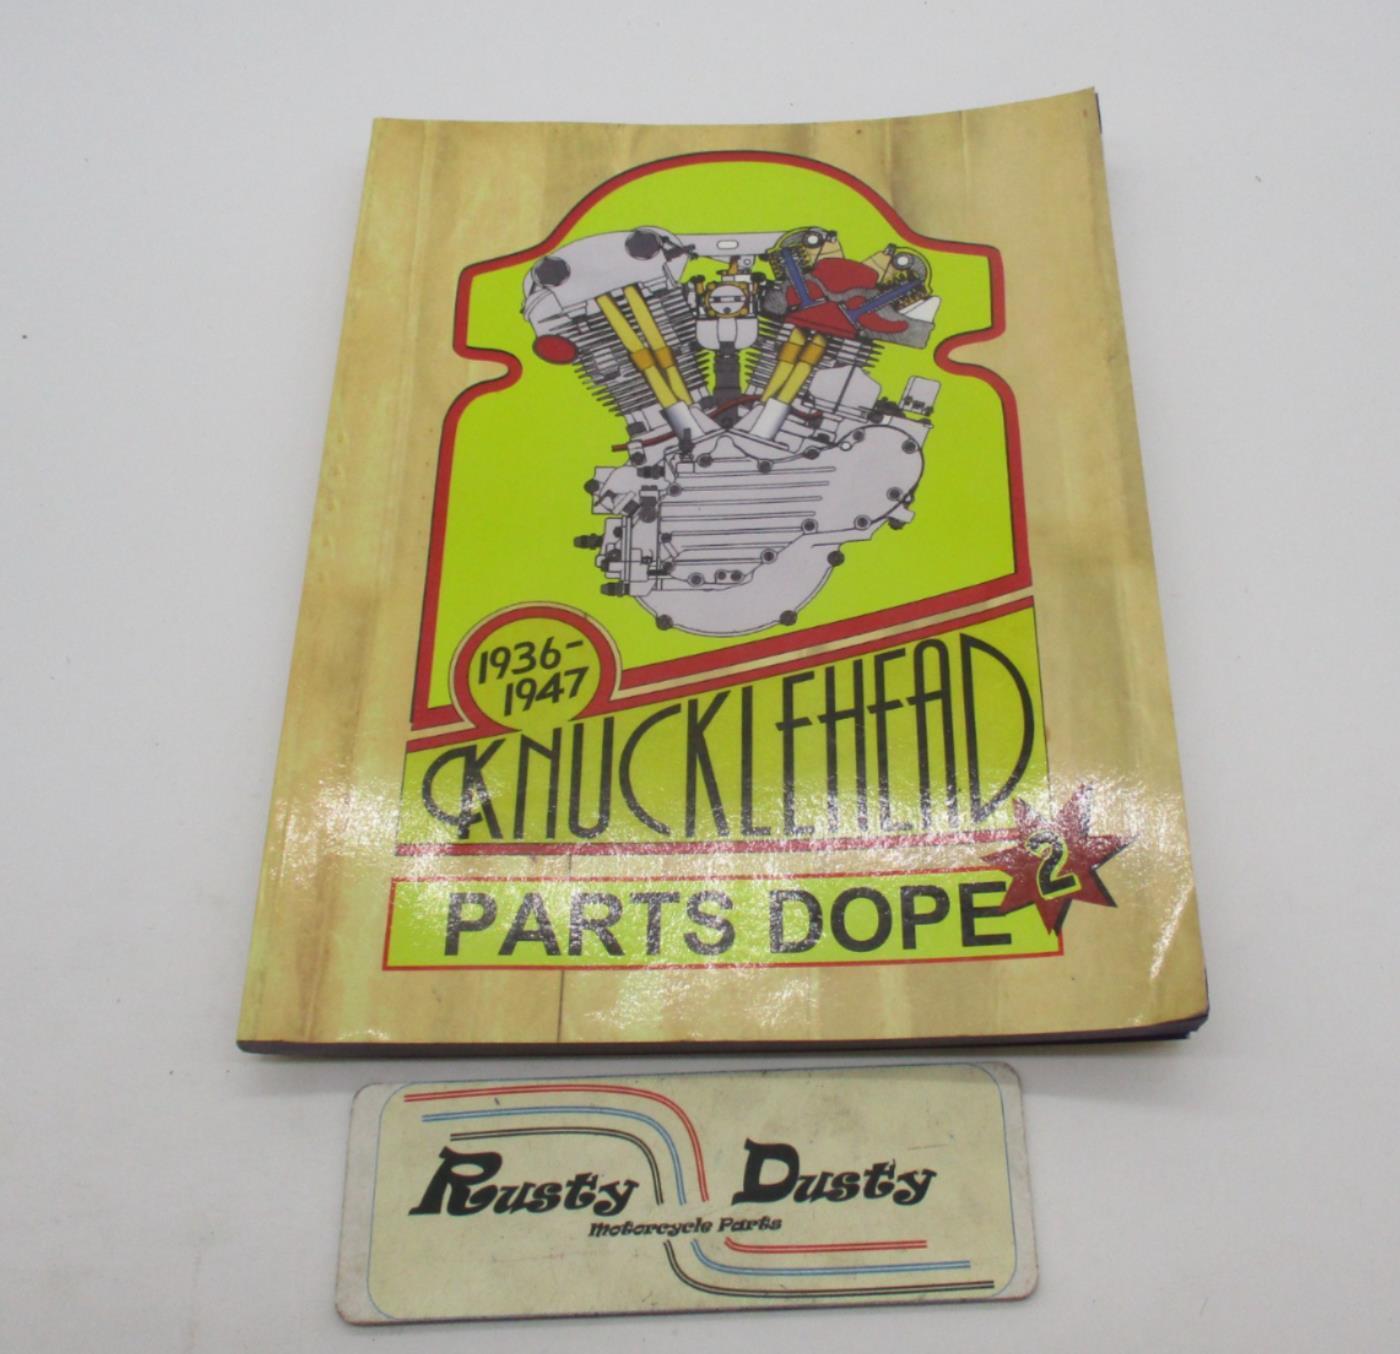 1936-
1947
KNUCKLEHEAD
2
PARTS DOPE
Rusty Dusty
Motorcycle Parts